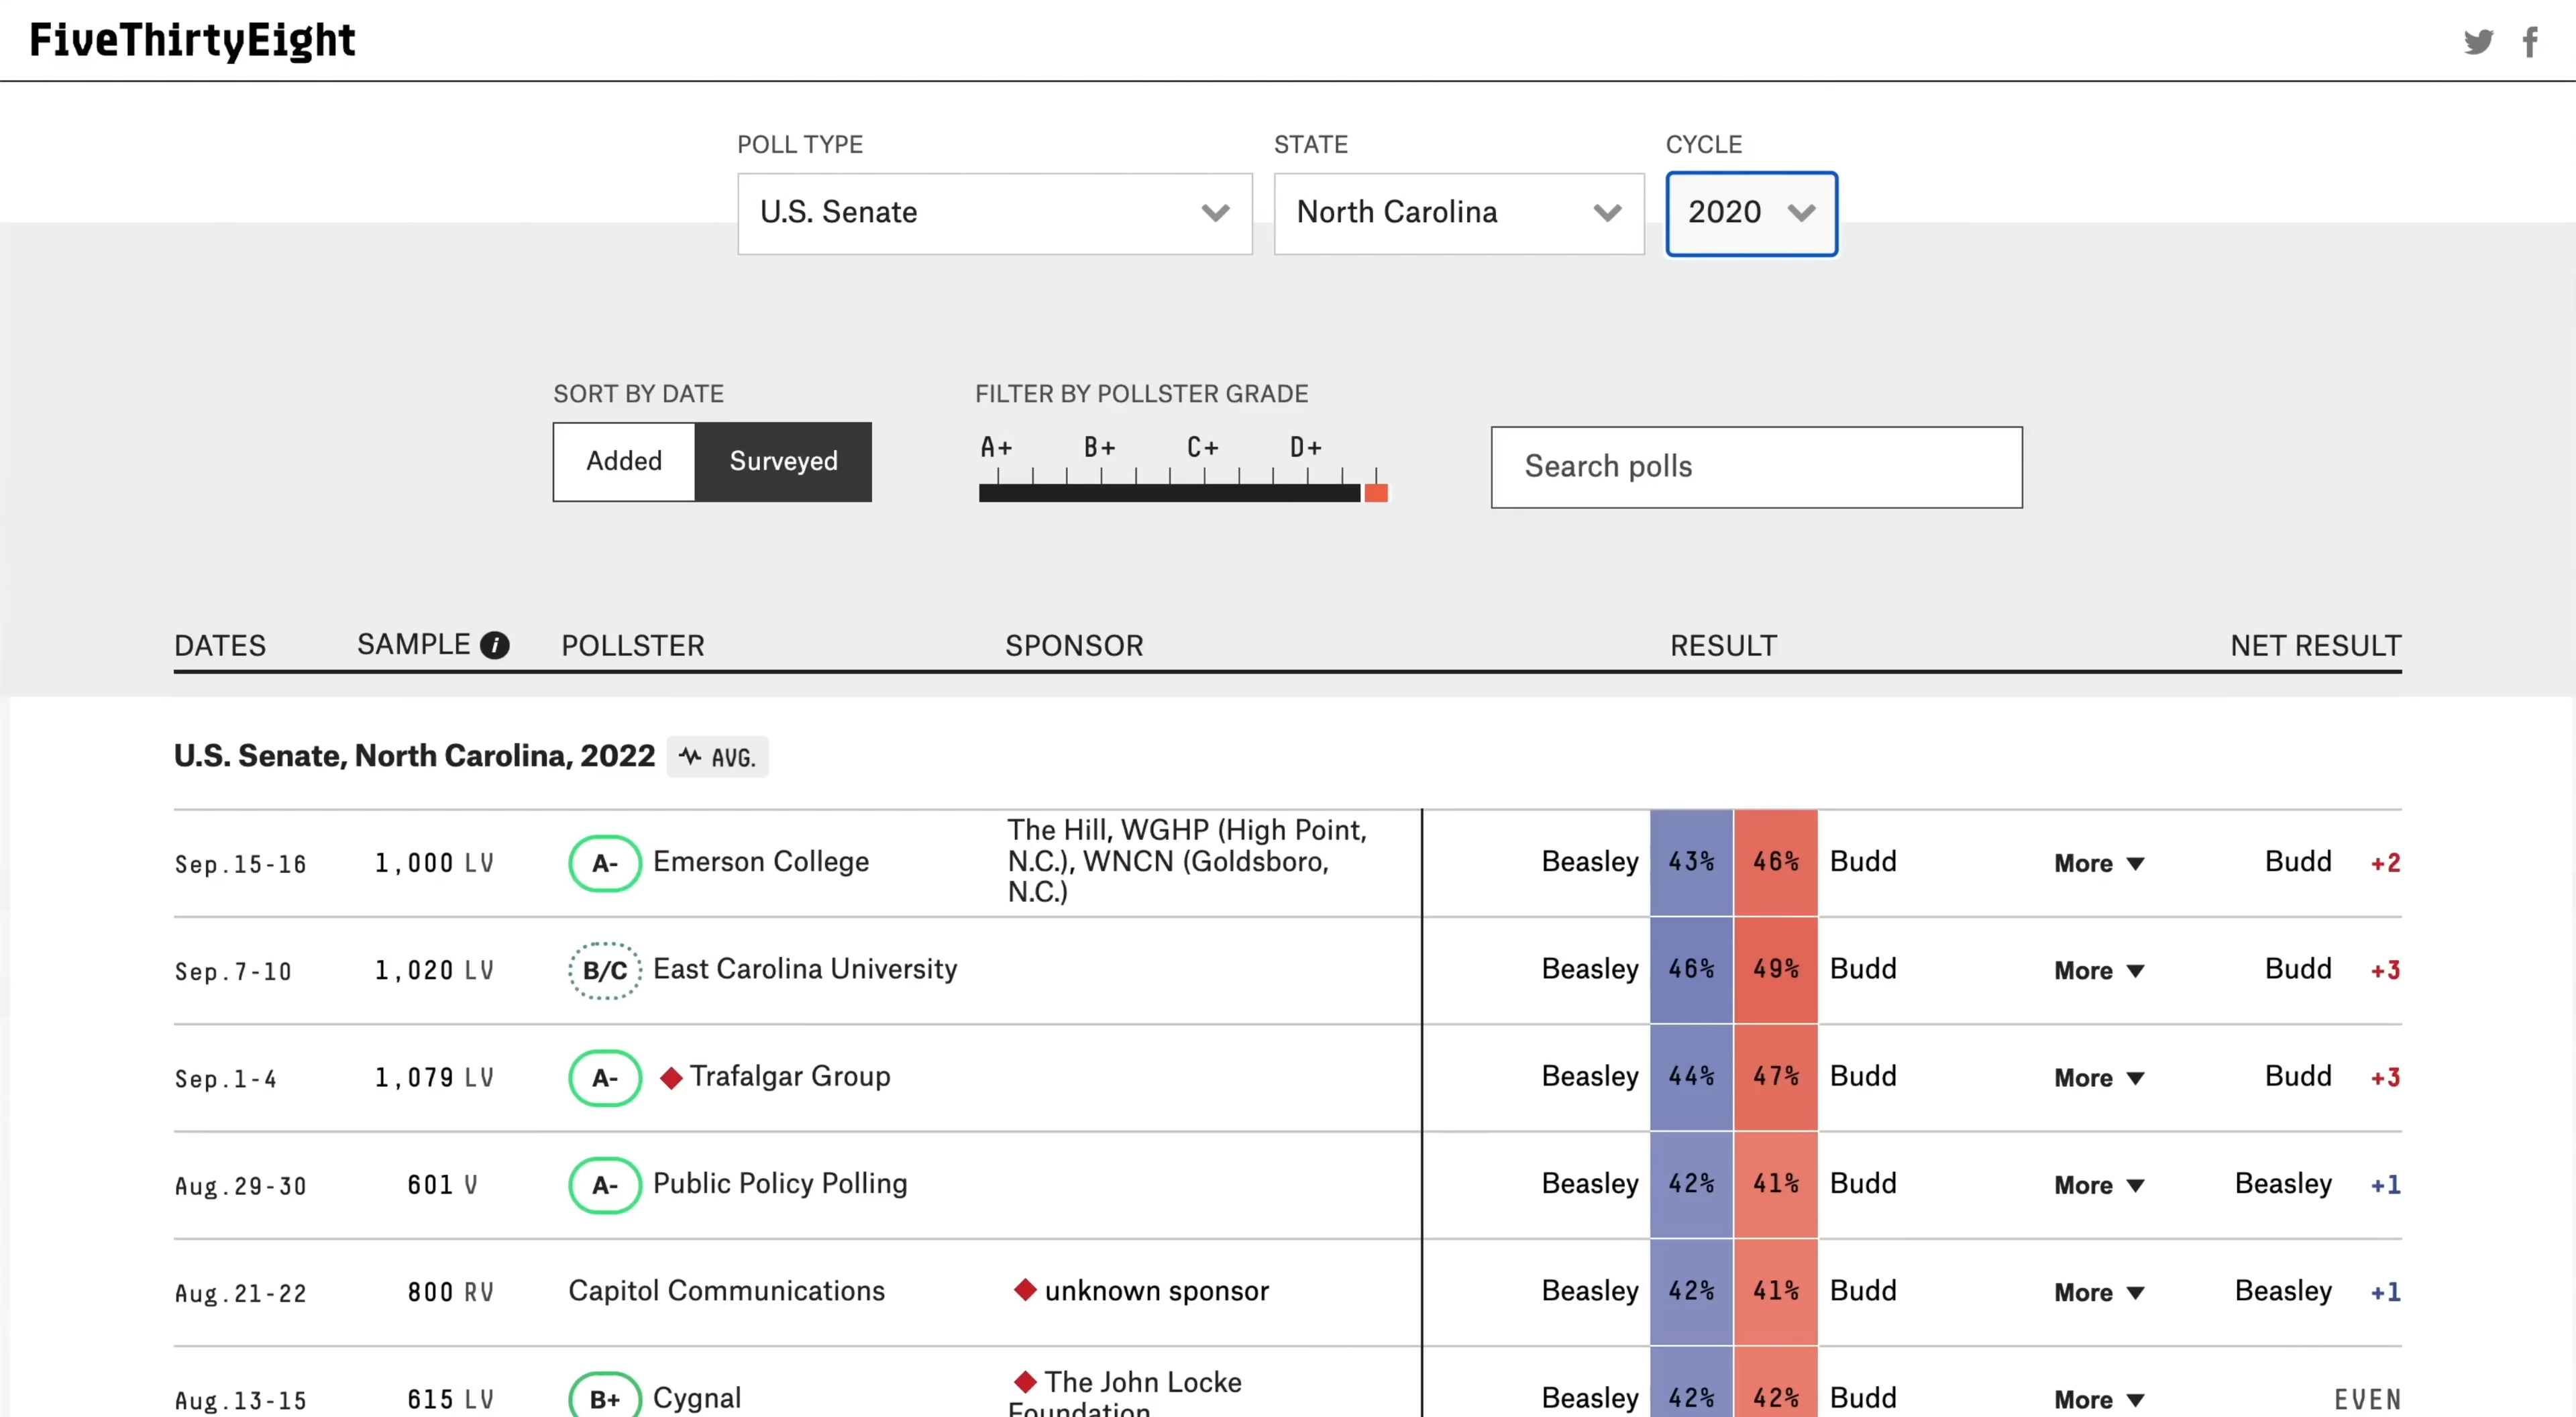 FiveThirtyEight
POLL TYPE STATE CYCLE
U.S. Senate North Carolina 2020
SORT BY DATE FILTER BY POLLSTER GRADE
A+ B+ C+ D+
Added Surveyed Search polls
DATES SAMPLE i POLLSTER SPONSOR RESULT NET RESULT
U.S. Senate, North Carolina, 2022 AVG.
Sep.15-16 1,000 LV A- Emerson College The Hill, WGHP (High Point, N.C.), WNCN (Goldsboro, N.C.) Beasley 43% 46% Budd More Budd +2
Sep.7-10 1,020 LV B/C East Carolina University Beasley 46% 49% Budd More Budd +3
Sep.1-4 1,079 LV A- Trafalgar Group Beasley 44% 47% Budd More Budd +3
Aug.29-30 601 V A- Public Policy Polling Beasley 42% 41% Budd More Beasley +1
Aug.21-22 800 RV Capitol Communications unknown sponsor Beasley 42% 41% Budd More Beasley +1
Aug.13-15 615 LV B+ Cygnal The John Locke Foundation Beasley 42% 42% Budd More EVEN